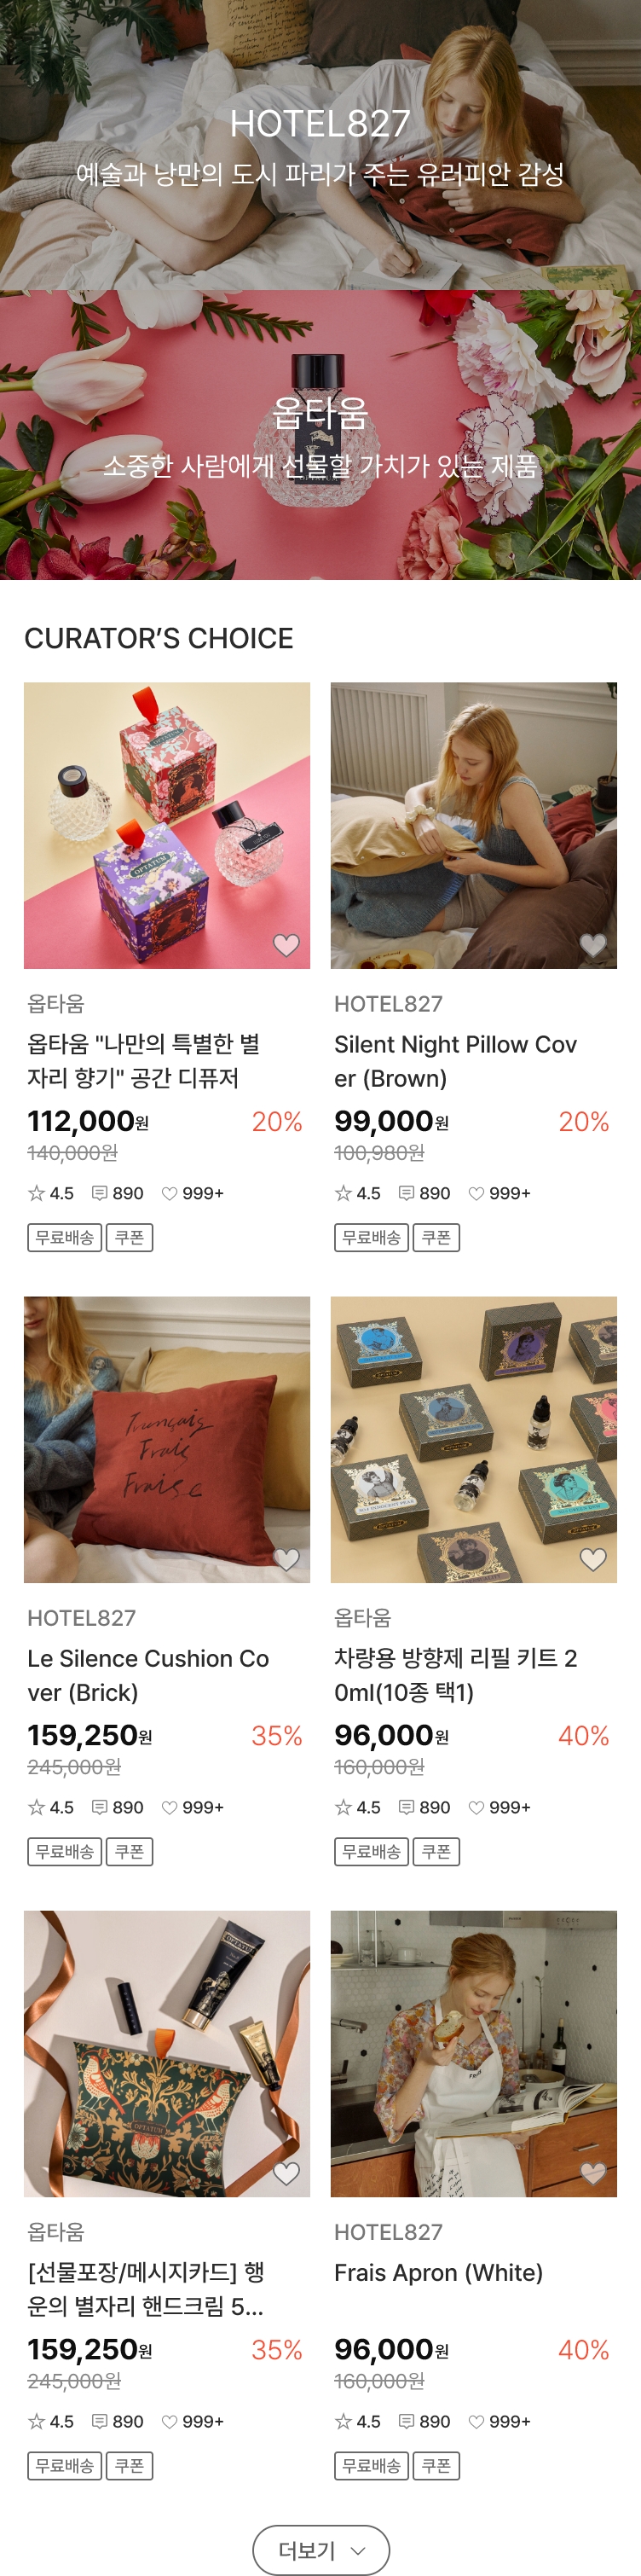 HOTEL827
예술과 낭만의 도시 파리가 주는 유러피안 감성
옵타움
소중한 사람에게 선물할 가치가 있는 제품
CURATOR'S CHOICE
OPTATUM
옵타움
옵타움 "나만의 특별한 별
자리 향기" 공간 디퓨저
112,000원 20%
140,000원
4.5 890 999+
무료배송 쿠폰
HOTEL827
Silent Night Pillow Cov
er (Brown)
99,000원 20%
100,980원
4.5 890 999+
무료배송 쿠폰
Français
Frais
Fraise
HOTEL827
Le Silence Cushion Co
ver (Brick)
159,250원 35%
245,000원
4.5 890 999+
무료배송 쿠폰
옵타움
차량용 방향제 리필 키트 2
0ml(10종 택1)
96,000원 40%
160,000원
4.5 890 999+
무료배송 쿠폰
OPTATUM
OPTATUM
옵타움
[선물포장/메시지카드] 행
운의 별자리 핸드크림 5...
159,250원 35%
245,000원
4.5 890 999+
무료배송 쿠폰
HOTEL827
Frais Apron (White)
96,000원 40%
160,000원
4.5 890 999+
무료배송 쿠폰
더보기